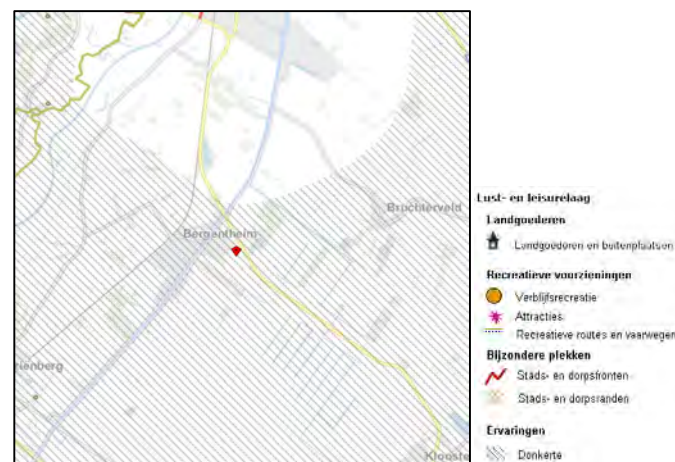 Bruchterveld
Bergentheim
rienberg
Klooste
Lust- en leisurelaag
Landgoederen
Landgoederen en buitenplaatsen
Recreatieve voorzieningen
Verblijfsrecreatie
Attracties
Recreatieve routes en vaarwegen
Bijzondere plekken
Stads- en dorpsfronten
Stads- en dorpsranden
Ervaringen
Donkerte